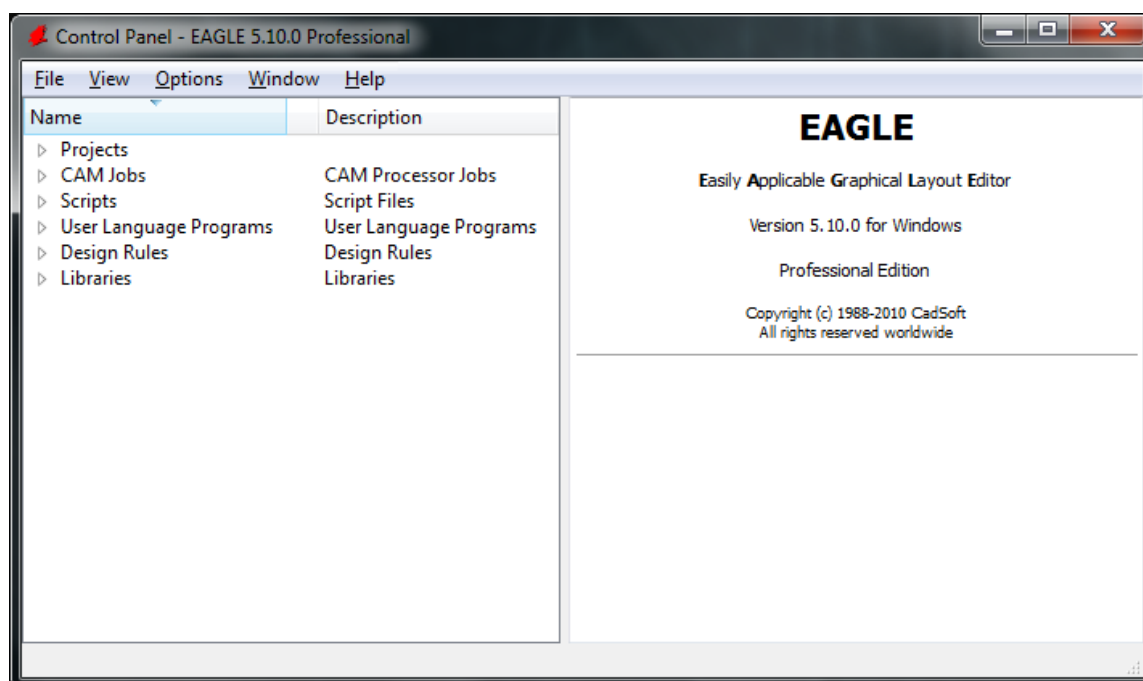 Control Panel - EAGLE 5.10.0 Professional
File View Options Window Help
Name Description
Projects
CAM Jobs CAM Processor Jobs
Scripts Script Files
User Language Programs User Language Programs
Design Rules Design Rules
Libraries Libraries
EAGLE
Easily Applicable Graphical Layout Editor
Version 5.10.0 for Windows
Professional Edition
Copyright (c) 1988-2010 CadSoft
All rights reserved worldwide